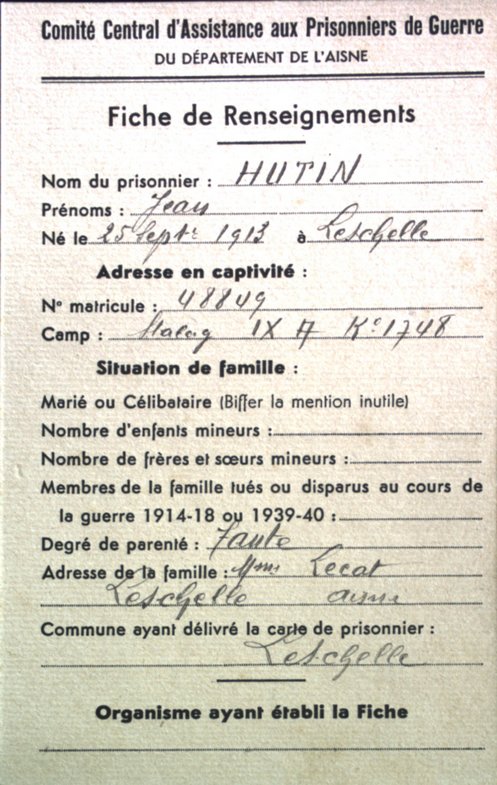 Comité Central d'Assistance aux Prisonniers de Guerre
DU DÉPARTEMENT DE L'AISNE
Fiche de Renseignements
Nom du prisonnier : HUTIN
Prénoms : Jean
Né le 25 Septe 1913 à Leschelle
Adresse en captivité :
N° matricule : 48849
Camp : Stalag IX A Ko 1748
Situation de famille :
Marié ou Célibataire (Biffer la mention inutile)
Nombre d'enfants mineurs :
Nombre de frères et sœurs mineurs :
Membres de la famille tués ou disparus au cours de
la guerre 1914-18 ou 1939-40 :
Degré de parenté : Tante
Adresse de la famille : Mme Lecat
Leschelle Aisne
Commune ayant délivré la carte de prisonnier :
Leschelle
Organisme ayant établi la Fiche